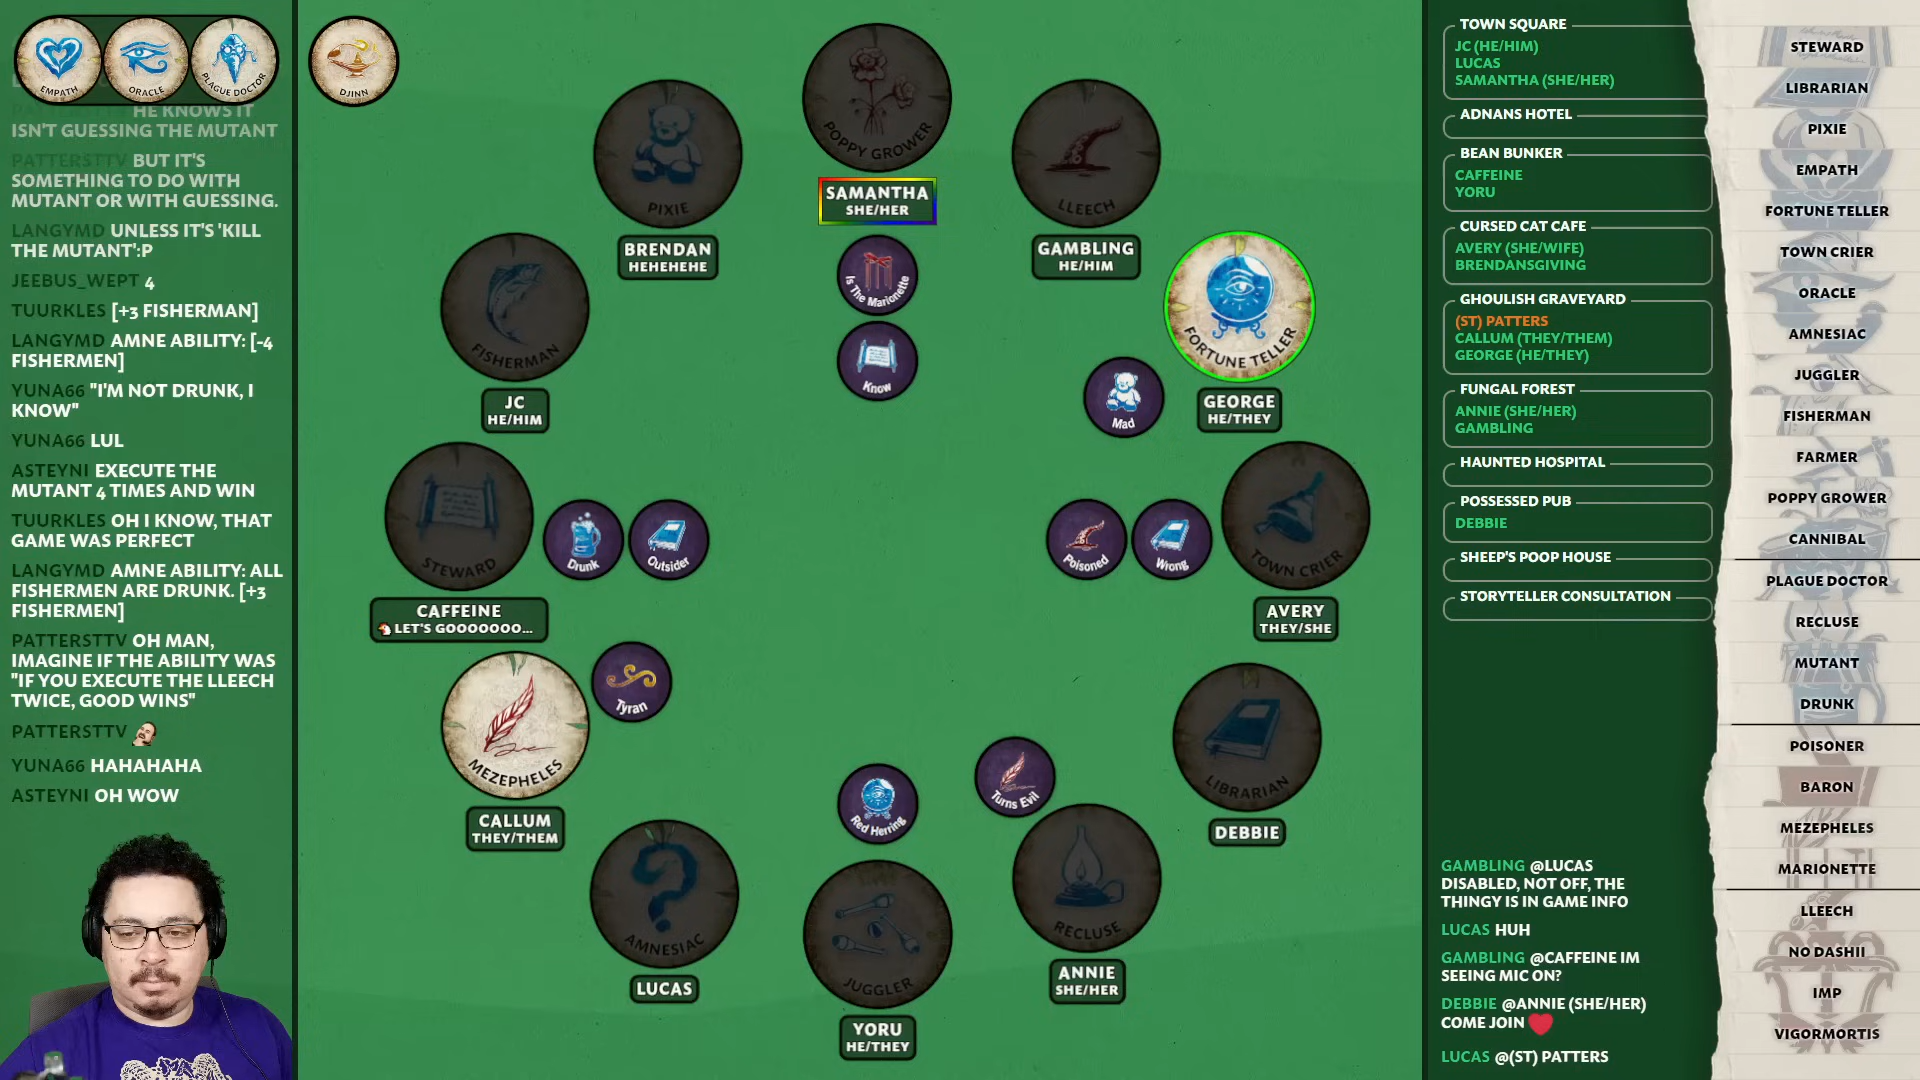 EMPATH
ORACLE
PLAGUE DOCTOR
DJINN
HE KNOWS IT
ISN'T GUESSING THE MUTANT
PATTERSTTV BUT IT'S
SOMETHING TO DO WITH
MUTANT OR WITH GUESSING.
LANGYMD UNLESS IT'S 'KILL
THE MUTANT':P
JEEBUS_WEPT 4
TUURKLES [+3 FISHERMAN]
LANGYMD AMNE ABILITY: [-4
FISHERMEN]
YUNA66 "I'M NOT DRUNK, I
KNOW"
YUNA66 LUL
ASTEYNI EXECUTE THE
MUTANT 4 TIMES AND WIN
TUURKLES OH I KNOW, THAT
GAME WAS PERFECT
LANGYMD AMNE ABILITY: ALL
FISHERMEN ARE DRUNK. [+3
FISHERMEN]
PATTERSTTV OH MAN,
IMAGINE IF THE ABILITY WAS
"IF YOU EXECUTE THE LLEECH
TWICE, GOOD WINS"
PATTERSTTV
YUNA66 HAHAHAHA
ASTEYNI OH WOW
POPPY GROWER
SAMANTHA
SHE/HER
Is The Marionette
Know
LLEECH
GAMBLING
HE/HIM
FORTUNE TELLER
GEORGE
HE/THEY
Mad
TOWN CRIER
AVERY
THEY/SHE
Poisoned
Wrong
LIBRARIAN
DEBBIE
RECLUSE
ANNIE
SHE/HER
Turns Evil
JUGGLER
YORU
HE/THEY
Red Herring
AMNESIAC
LUCAS
MEZEPHELES
CALLUM
THEY/THEM
Tyran
STEWARD
CAFFEINE
LET'S GOOOOOOO...
Drunk
Outsider
FISHERMAN
JC
HE/HIM
PIXIE
BRENDAN
HEHEHEHE
TOWN SQUARE
JC (HE/HIM)
LUCAS
SAMANTHA (SHE/HER)
ADNANS HOTEL
BEAN BUNKER
CAFFEINE
YORU
CURSED CAT CAFE
AVERY (SHE/WIFE)
BRENDANSGIVING
GHOULISH GRAVEYARD
(ST) PATTERS
CALLUM (THEY/THEM)
GEORGE (HE/THEY)
FUNGAL FOREST
ANNIE (SHE/HER)
GAMBLING
HAUNTED HOSPITAL
POSSESSED PUB
DEBBIE
SHEEP'S POOP HOUSE
STORYTELLER CONSULTATION
GAMBLING @LUCAS
DISABLED, NOT OFF, THE
THINGY IS IN GAME INFO
LUCAS HUH
GAMBLING @CAFFEINE IM
SEEING MIC ON?
DEBBIE @ANNIE (SHE/HER)
COME JOIN
LUCAS @(ST) PATTERS
STEWARD
LIBRARIAN
PIXIE
EMPATH
FORTUNE TELLER
TOWN CRIER
ORACLE
AMNESIAC
JUGGLER
FISHERMAN
FARMER
POPPY GROWER
CANNIBAL
PLAGUE DOCTOR
RECLUSE
MUTANT
DRUNK
POISONER
BARON
MEZEPHELES
MARIONETTE
LLEECH
NO DASHII
IMP
VIGORMORTIS